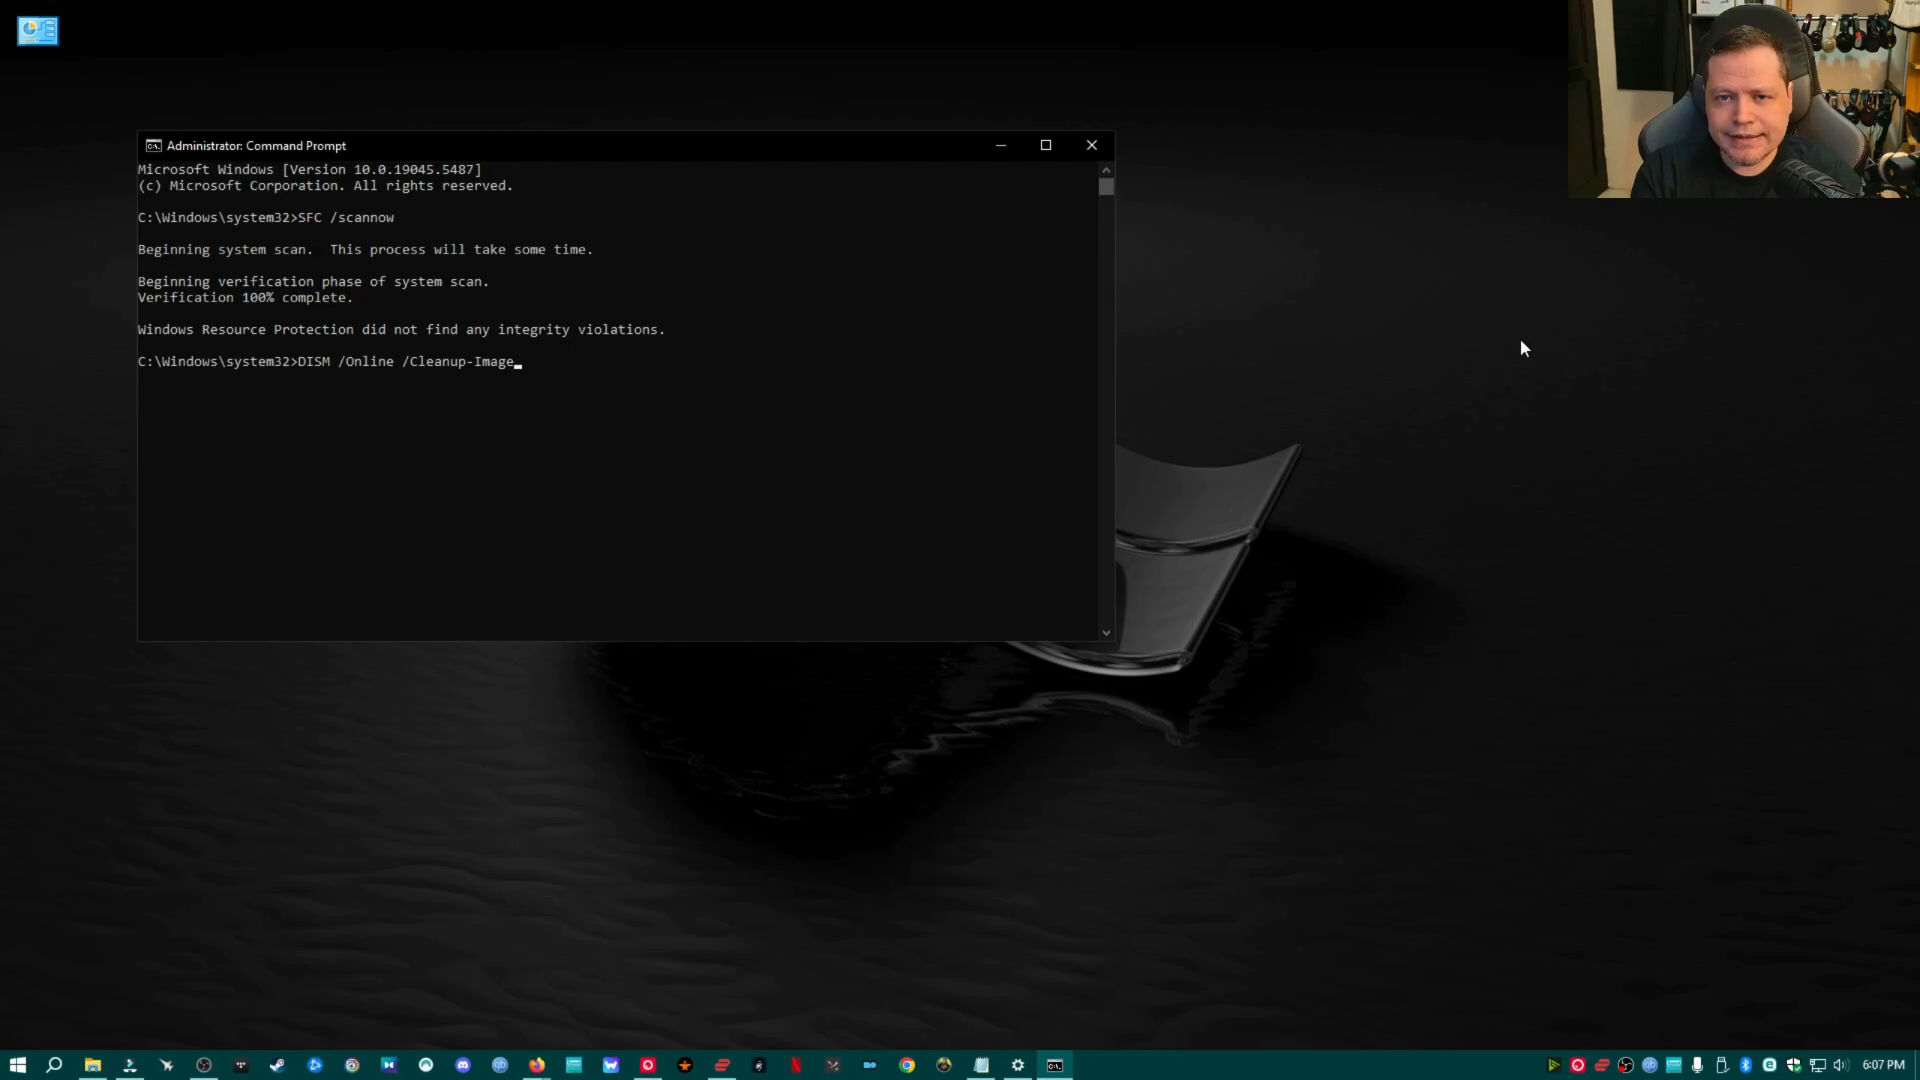 Administrator: Command Prompt
Microsoft Windows [Version 10.0.19045.5487]
(c) Microsoft Corporation. All rights reserved.
C:\Windows\system32>SFC /scannow
Beginning system scan.  This process will take some time.
Beginning verification phase of system scan.
Verification 100% complete.
Windows Resource Protection did not find any integrity violations.
C:\Windows\system32>DISM /Online /Cleanup-Image
6:07 PM